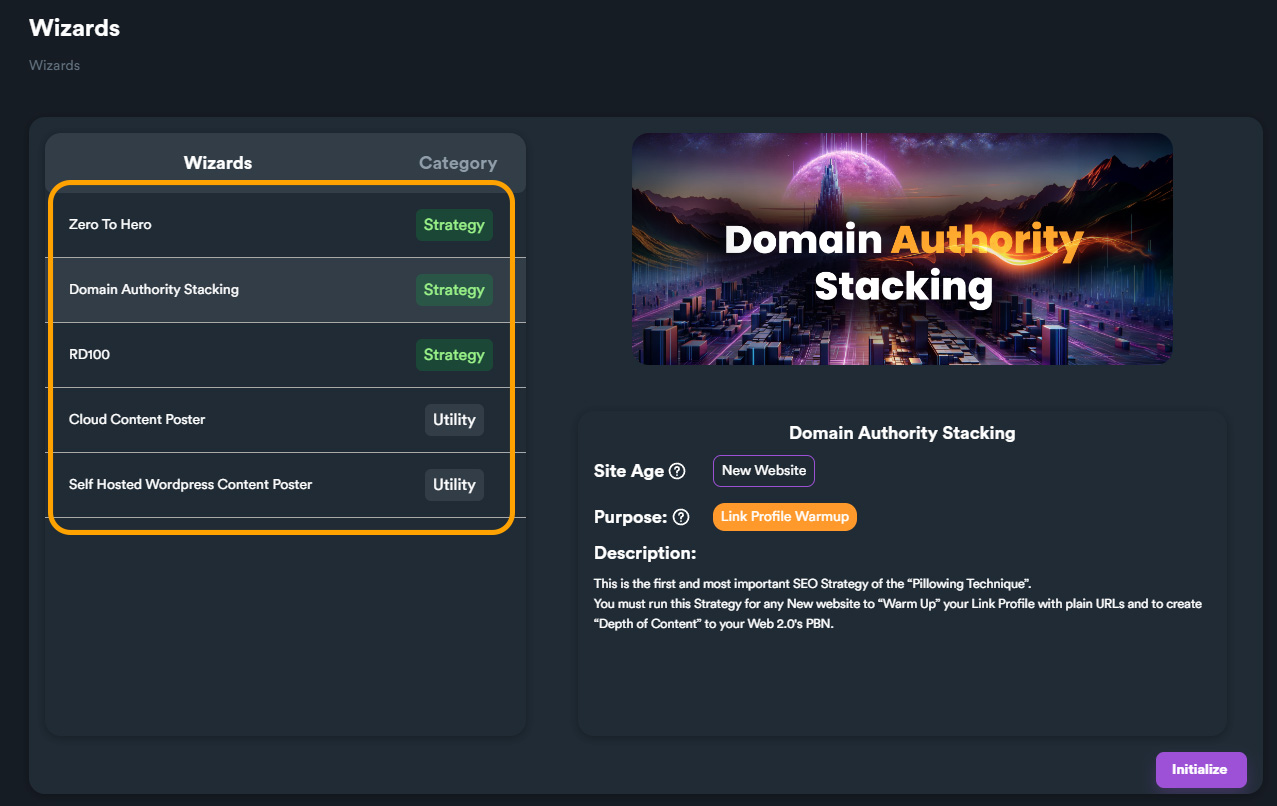 Wizards
Wizards
Wizards Category
Zero To Hero Strategy
Domain Authority Stacking Strategy
RD100 Strategy
Cloud Content Poster Utility
Self Hosted Wordpress Content Poster Utility
Domain Authority
Stacking
Domain Authority Stacking
Site Age ? New Website
Purpose: ? Link Profile Warmup
Description:
This is the first and most important SEO Strategy of the “Pillowing Technique”.
You must run this Strategy for any New website to “Warm Up” your Link Profile with plain URLs and to create
“Depth of Content” to your Web 2.0's PBN.
Initialize